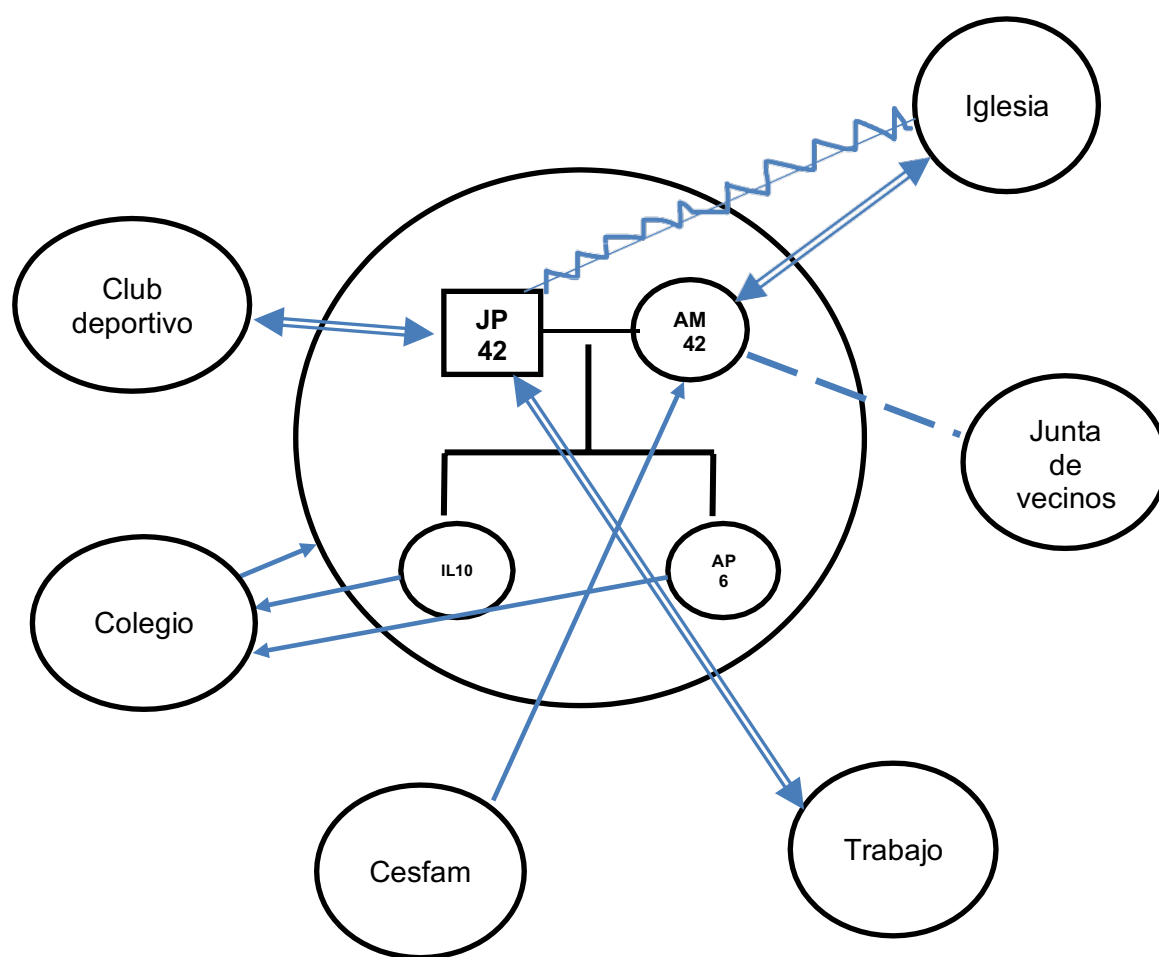 Iglesia
Club
deportivo
JP
42
AM
42
Junta
de
vecinos
IL10
AP
6
Colegio
Cesfam
Trabajo